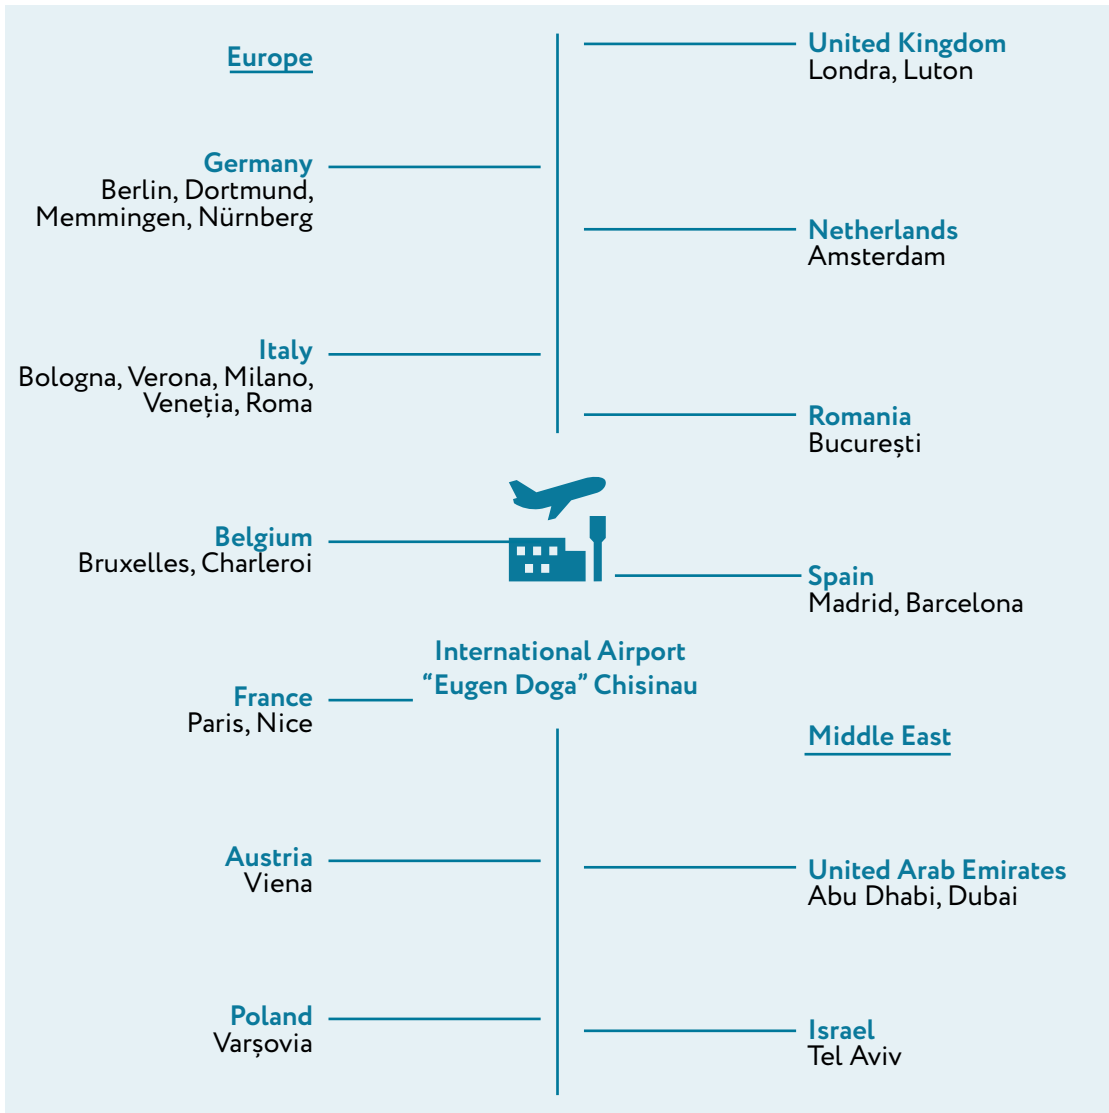 Europe
Germany
Berlin, Dortmund,
Memmingen, Nürnberg
Italy
Bologna, Verona, Milano,
Veneția, Roma
Belgium
Bruxelles, Charleroi
France
Paris, Nice
Austria
Viena
Poland
Varșovia
International Airport
“Eugen Doga” Chisinau
United Kingdom
Londra, Luton
Netherlands
Amsterdam
Romania
București
Spain
Madrid, Barcelona
Middle East
United Arab Emirates
Abu Dhabi, Dubai
Israel
Tel Aviv